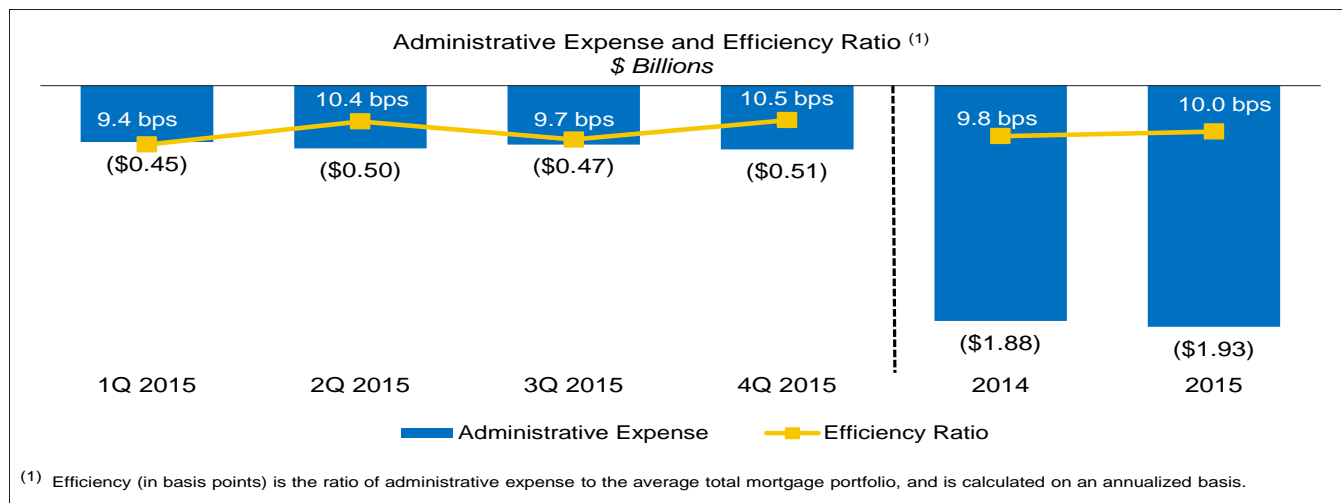 Administrative Expense and Efficiency Ratio (1)
$ Billions
9.4 bps
10.4 bps
9.7 bps
10.5 bps
9.8 bps
10.0 bps
($0.45)
($0.50)
($0.47)
($0.51)
($1.88)
($1.93)
1Q 2015
2Q 2015
3Q 2015
4Q 2015
2014
2015
Administrative Expense
Efficiency Ratio
(1) Efficiency (in basis points) is the ratio of administrative expense to the average total mortgage portfolio, and is calculated on an annualized basis.